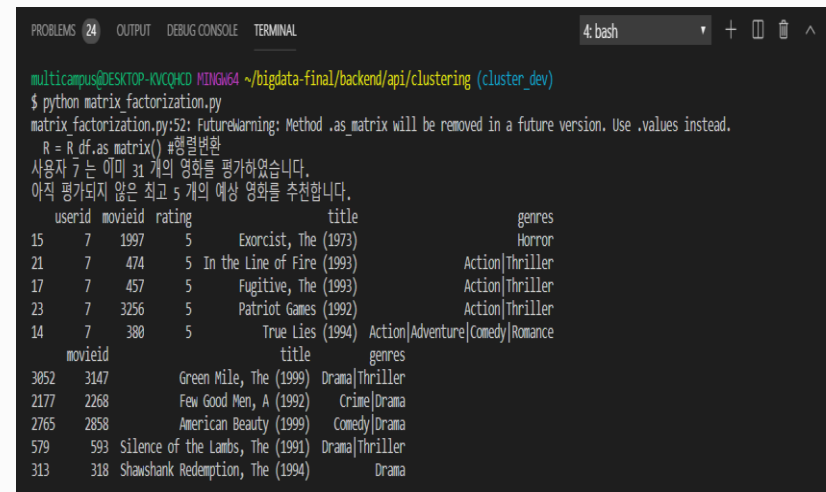 PROBLEMS 24 OUTPUT DEBUG CONSOLE TERMINAL 4: bash
multicampus@DESKTOP-KVCQHCD MINGW64 ~/bigdata-final/backend/api/clustering (cluster_dev)
$ python matrix_factorization.py
matrix_factorization.py:52: FutureWarning: Method .as_matrix will be removed in a future version. Use .values instead.
R = R_df.as_matrix() #행렬변환
사용자 7 는 이미 31 개의 영화를 평가하였습니다.
아직 평가되지 않은 최고 5 개의 예상 영화를 추천합니다.
userid movieid rating title genres
15 7 1997 5 Exorcist, The (1973) Horror
21 7 474 5 In the Line of Fire (1993) Action|Thriller
17 7 457 5 Fugitive, The (1993) Action|Thriller
23 7 3256 5 Patriot Games (1992) Action|Thriller
14 7 380 5 True Lies (1994) Action|Adventure|Comedy|Romance
movieid title genres
3052 3147 Green Mile, The (1999) Drama|Thriller
2177 2268 Few Good Men, A (1992) Crime|Drama
2765 2858 American Beauty (1999) Comedy|Drama
579 593 Silence of the Lambs, The (1991) Drama|Thriller
313 318 Shawshank Redemption, The (1994) Drama